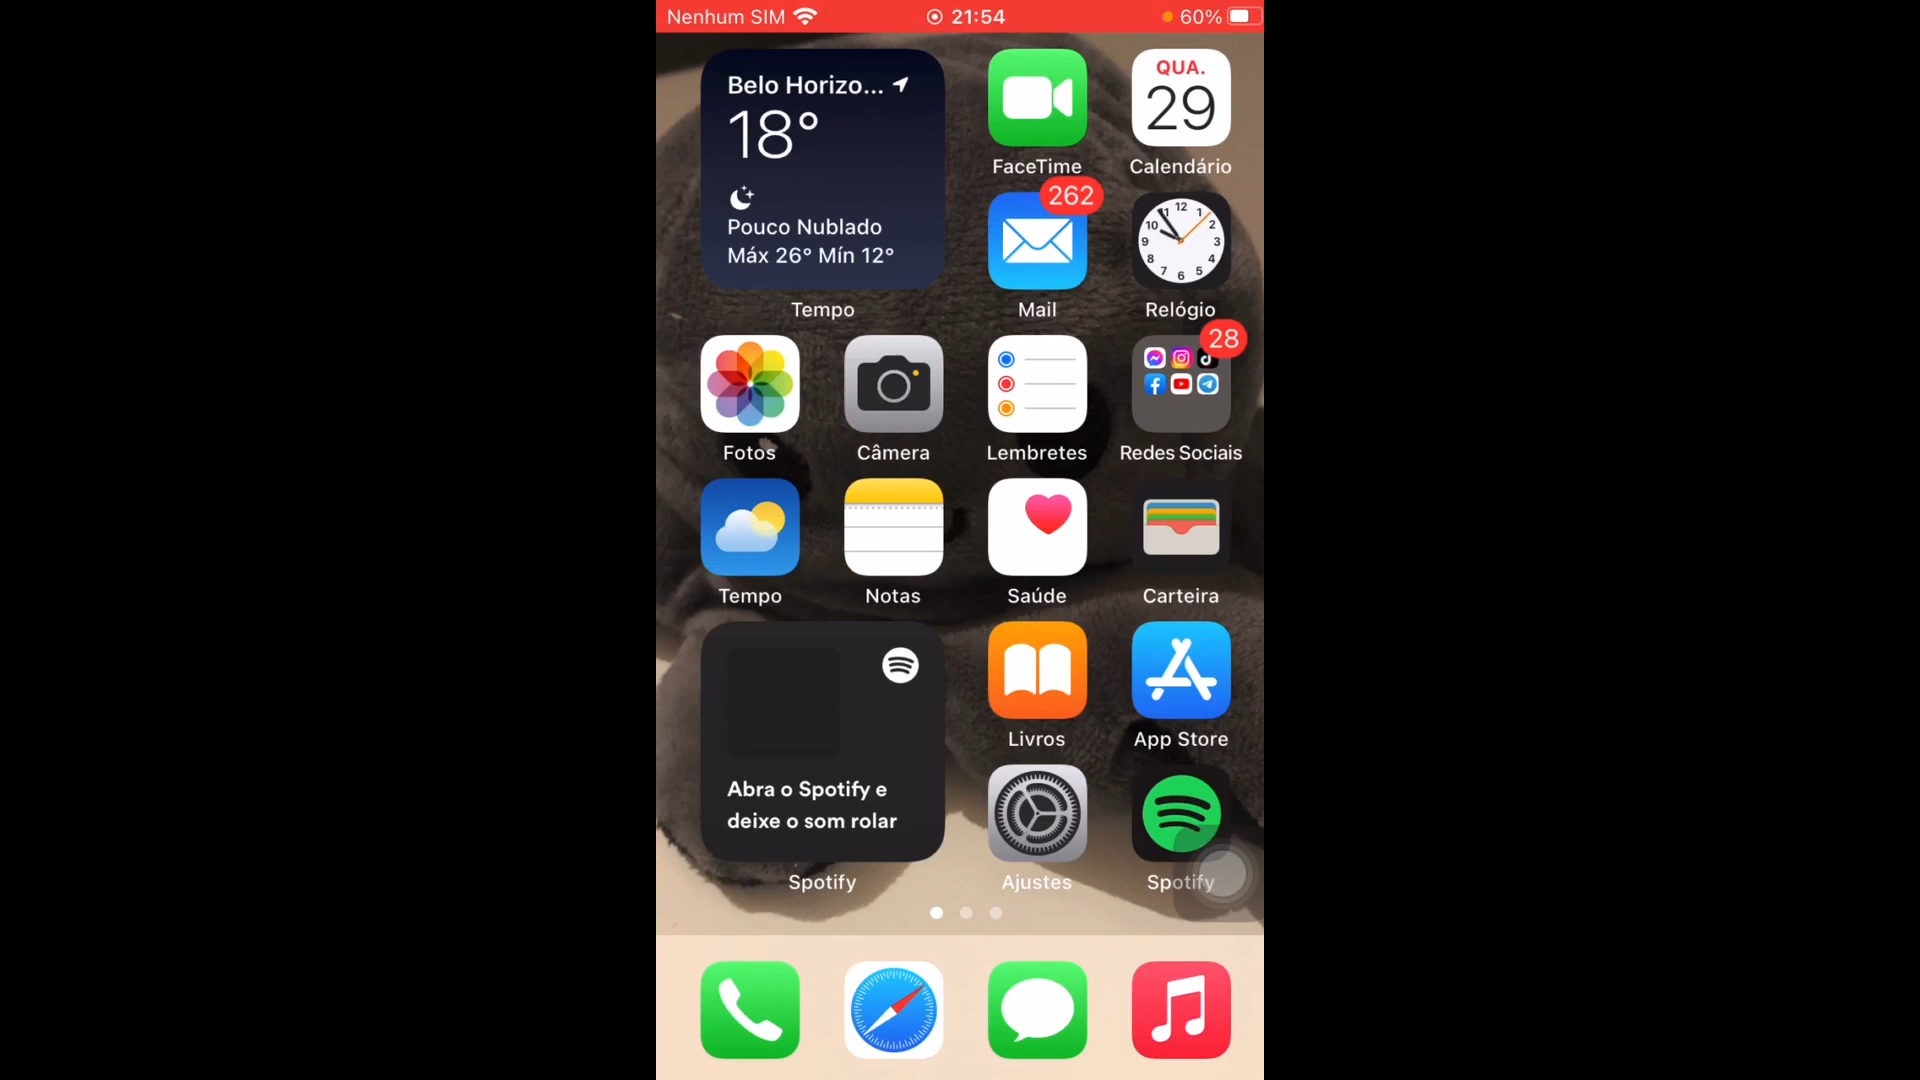 Nenhum SIM 21:54 60%
Belo Horizo...
18°
Pouco Nublado
Máx 26° Mín 12°
Tempo
FaceTime
QUA.
29
Calendário
262
Mail
12
1
2
3
4
5
6
7
8
9
10
11
Relógio
Fotos
Câmera
Lembretes
28
Redes Sociais
Tempo
Notas
Saúde
Carteira
Abra o Spotify e
deixe o som rolar
Spotify
Livros
App Store
Ajustes
Spotify